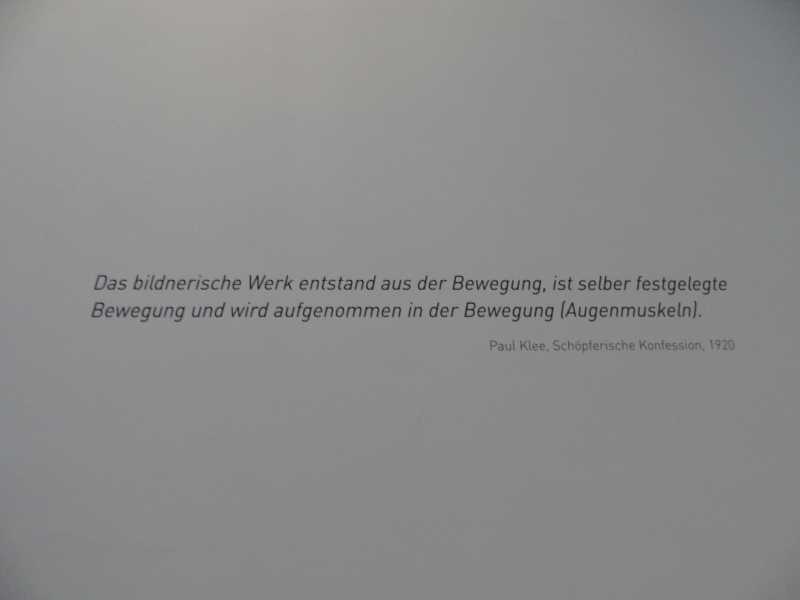 Das bildnerische Werk entstand aus der Bewegung, ist selber festgelegte
Bewegung und wird aufgenommen in der Bewegung (Augenmuskeln).
Paul Klee, Schöpferische Konfession, 1920